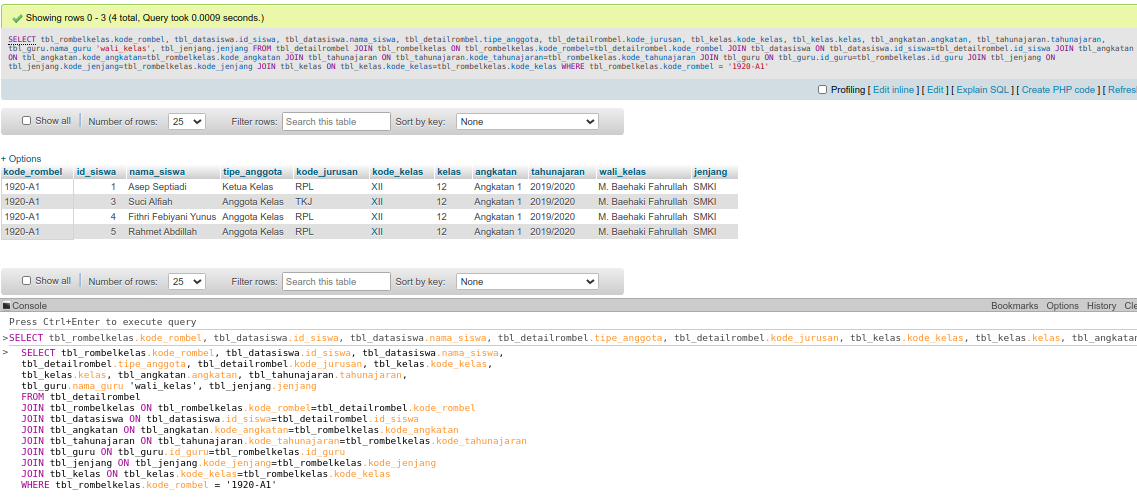 Showing rows 0 - 3 (4 total, Query took 0.0009 seconds.)
SELECT tbl_rombelkelas.kode_rombel, tbl_datasiswa.id_siswa, tbl_datasiswa.nama_siswa, tbl_detailrombel.tipe_anggota, tbl_detailrombel.kode_jurusan, tbl_kelas.kode_kelas, tbl_kelas.kelas, tbl_angkatan.angkatan, tbl_tahunajaran.tahunajaran,
tbl_guru.nama_guru 'wali_kelas', tbl_jenjang.jenjang FROM tbl_detailrombel JOIN tbl_rombelkelas ON tbl_rombelkelas.kode_rombel=tbl_detailrombel.kode_rombel JOIN tbl_datasiswa ON tbl_datasiswa.id_siswa=tbl_detailrombel.id_siswa JOIN tbl_angkatan
ON tbl_angkatan.kode_angkatan=tbl_rombelkelas.kode_angkatan JOIN tbl_tahunajaran ON tbl_tahunajaran.kode_tahunajaran=tbl_rombelkelas.kode_tahunajaran JOIN tbl_guru ON tbl_guru.id_guru=tbl_rombelkelas.id_guru JOIN tbl_jenjang ON
tbl_jenjang.kode_jenjang=tbl_rombelkelas.kode_jenjang JOIN tbl_kelas ON tbl_kelas.kode_kelas=tbl_rombelkelas.kode_kelas WHERE tbl_rombelkelas.kode_rombel = '1920-A1'
Profiling [ Edit inline ] [ Edit ] [ Explain SQL ] [ Create PHP code ] [ Refres
Show all Number of rows: 25 Filter rows: Search this table Sort by key: None
+ Options
kode_rombel id_siswa nama_siswa tipe_anggota kode_jurusan kode_kelas kelas angkatan tahunajaran wali_kelas jenjang
1920-A1 1 Asep Septiadi Ketua Kelas RPL XII 12 Angkatan 1 2019/2020 M. Baehaki Fahrullah SMKI
1920-A1 3 Suci Alfiah Anggota Kelas TKJ XII 12 Angkatan 1 2019/2020 M. Baehaki Fahrullah SMKI
1920-A1 4 Fithri Febiyani Yunus Anggota Kelas RPL XII 12 Angkatan 1 2019/2020 M. Baehaki Fahrullah SMKI
1920-A1 5 Rahmet Abdillah Anggota Kelas RPL XII 12 Angkatan 1 2019/2020 M. Baehaki Fahrullah SMKI
Show all Number of rows: 25 Filter rows: Search this table Sort by key: None
Console Bookmarks Options History Cle
Press Ctrl+Enter to execute query
>SELECT tbl_rombelkelas.kode_rombel, tbl_datasiswa.id_siswa, tbl_datasiswa.nama_siswa, tbl_detailrombel.tipe_anggota, tbl_detailrombel.kode_jurusan, tbl_kelas.kode_kelas, tbl_kelas.kelas, tbl_angkatan
> SELECT tbl_rombelkelas.kode_rombel, tbl_datasiswa.id_siswa, tbl_datasiswa.nama_siswa,
tbl_detailrombel.tipe_anggota, tbl_detailrombel.kode_jurusan, tbl_kelas.kode_kelas,
tbl_kelas.kelas, tbl_angkatan.angkatan, tbl_tahunajaran.tahunajaran,
tbl_guru.nama_guru 'wali_kelas', tbl_jenjang.jenjang
FROM tbl_detailrombel
JOIN tbl_rombelkelas ON tbl_rombelkelas.kode_rombel=tbl_detailrombel.kode_rombel
JOIN tbl_datasiswa ON tbl_datasiswa.id_siswa=tbl_detailrombel.id_siswa
JOIN tbl_angkatan ON tbl_angkatan.kode_angkatan=tbl_rombelkelas.kode_angkatan
JOIN tbl_tahunajaran ON tbl_tahunajaran.kode_tahunajaran=tbl_rombelkelas.kode_tahunajaran
JOIN tbl_guru ON tbl_guru.id_guru=tbl_rombelkelas.id_guru
JOIN tbl_jenjang ON tbl_jenjang.kode_jenjang=tbl_rombelkelas.kode_jenjang
JOIN tbl_kelas ON tbl_kelas.kode_kelas=tbl_rombelkelas.kode_kelas
WHERE tbl_rombelkelas.kode_rombel = '1920-A1'